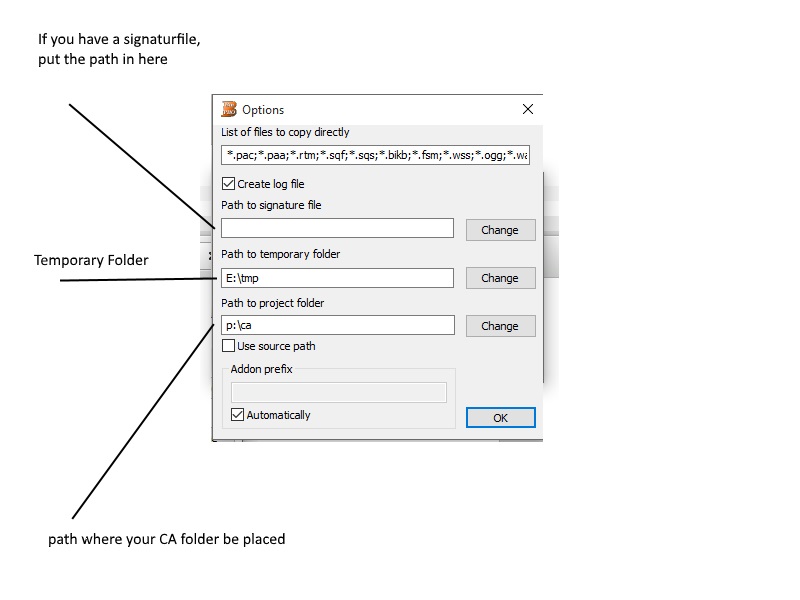 If you have a signaturfile,
put the path in here
Options
List of files to copy directly
*.pac;*.paa;*.rtm;*.sqf;*.sqs;*.bikb;*.fsm;*.wss;*.ogg;*.wa
Create log file
Path to signature file
Change
Temporary Folder
Path to temporary folder
E:\tmp
Change
Path to project folder
p:\ca
Change
Use source path
Addon prefix
Automatically
OK
path where your CA folder be placed